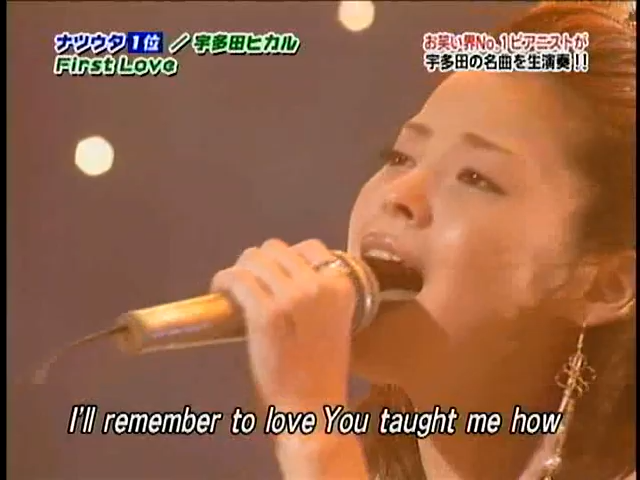 ナツウタ1位 / 宇多田ヒカル
First Love
お笑い界No.1ピアニストが
宇多田の名曲を生演奏!!
I'll remember to love You taught me how